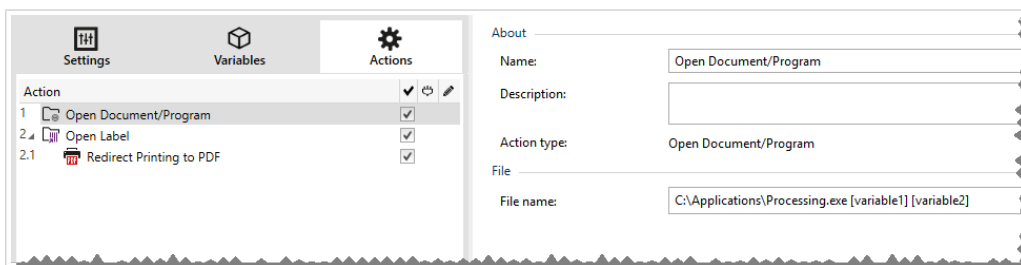 Settings
Variables
Actions
Action
1 Open Document/Program
2 Open Label
2.1 Redirect Printing to PDF
About
Name: Open Document/Program
Description:
Action type: Open Document/Program
File
File name: C:\Applications\Processing.exe [variable1] [variable2]